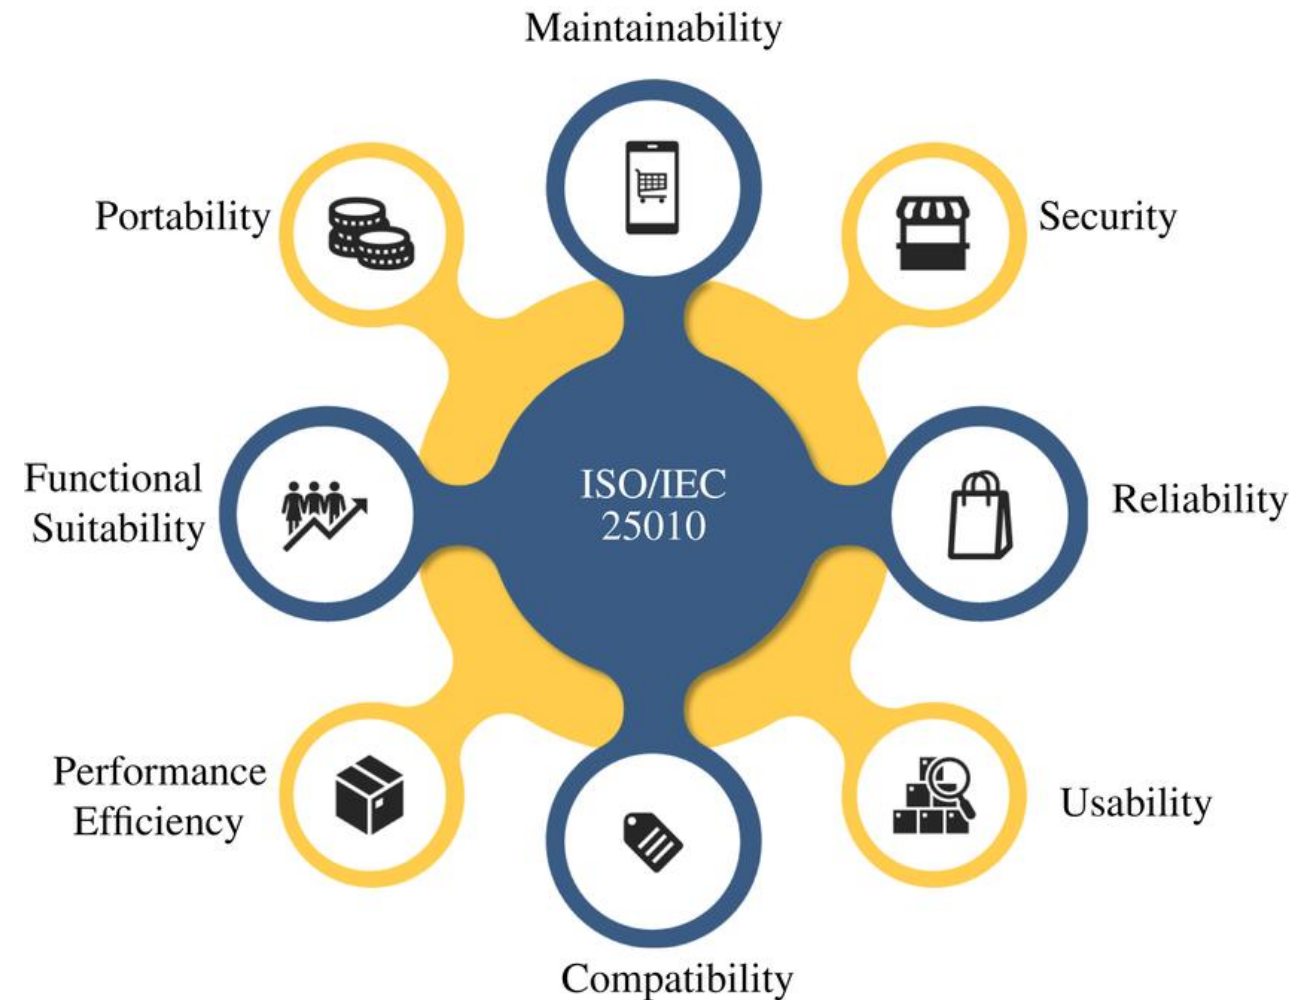 Maintainability
Portability
Security
Functional
Suitability
ISO/IEC
25010
Reliability
Performance
Efficiency
Usability
Compatibility